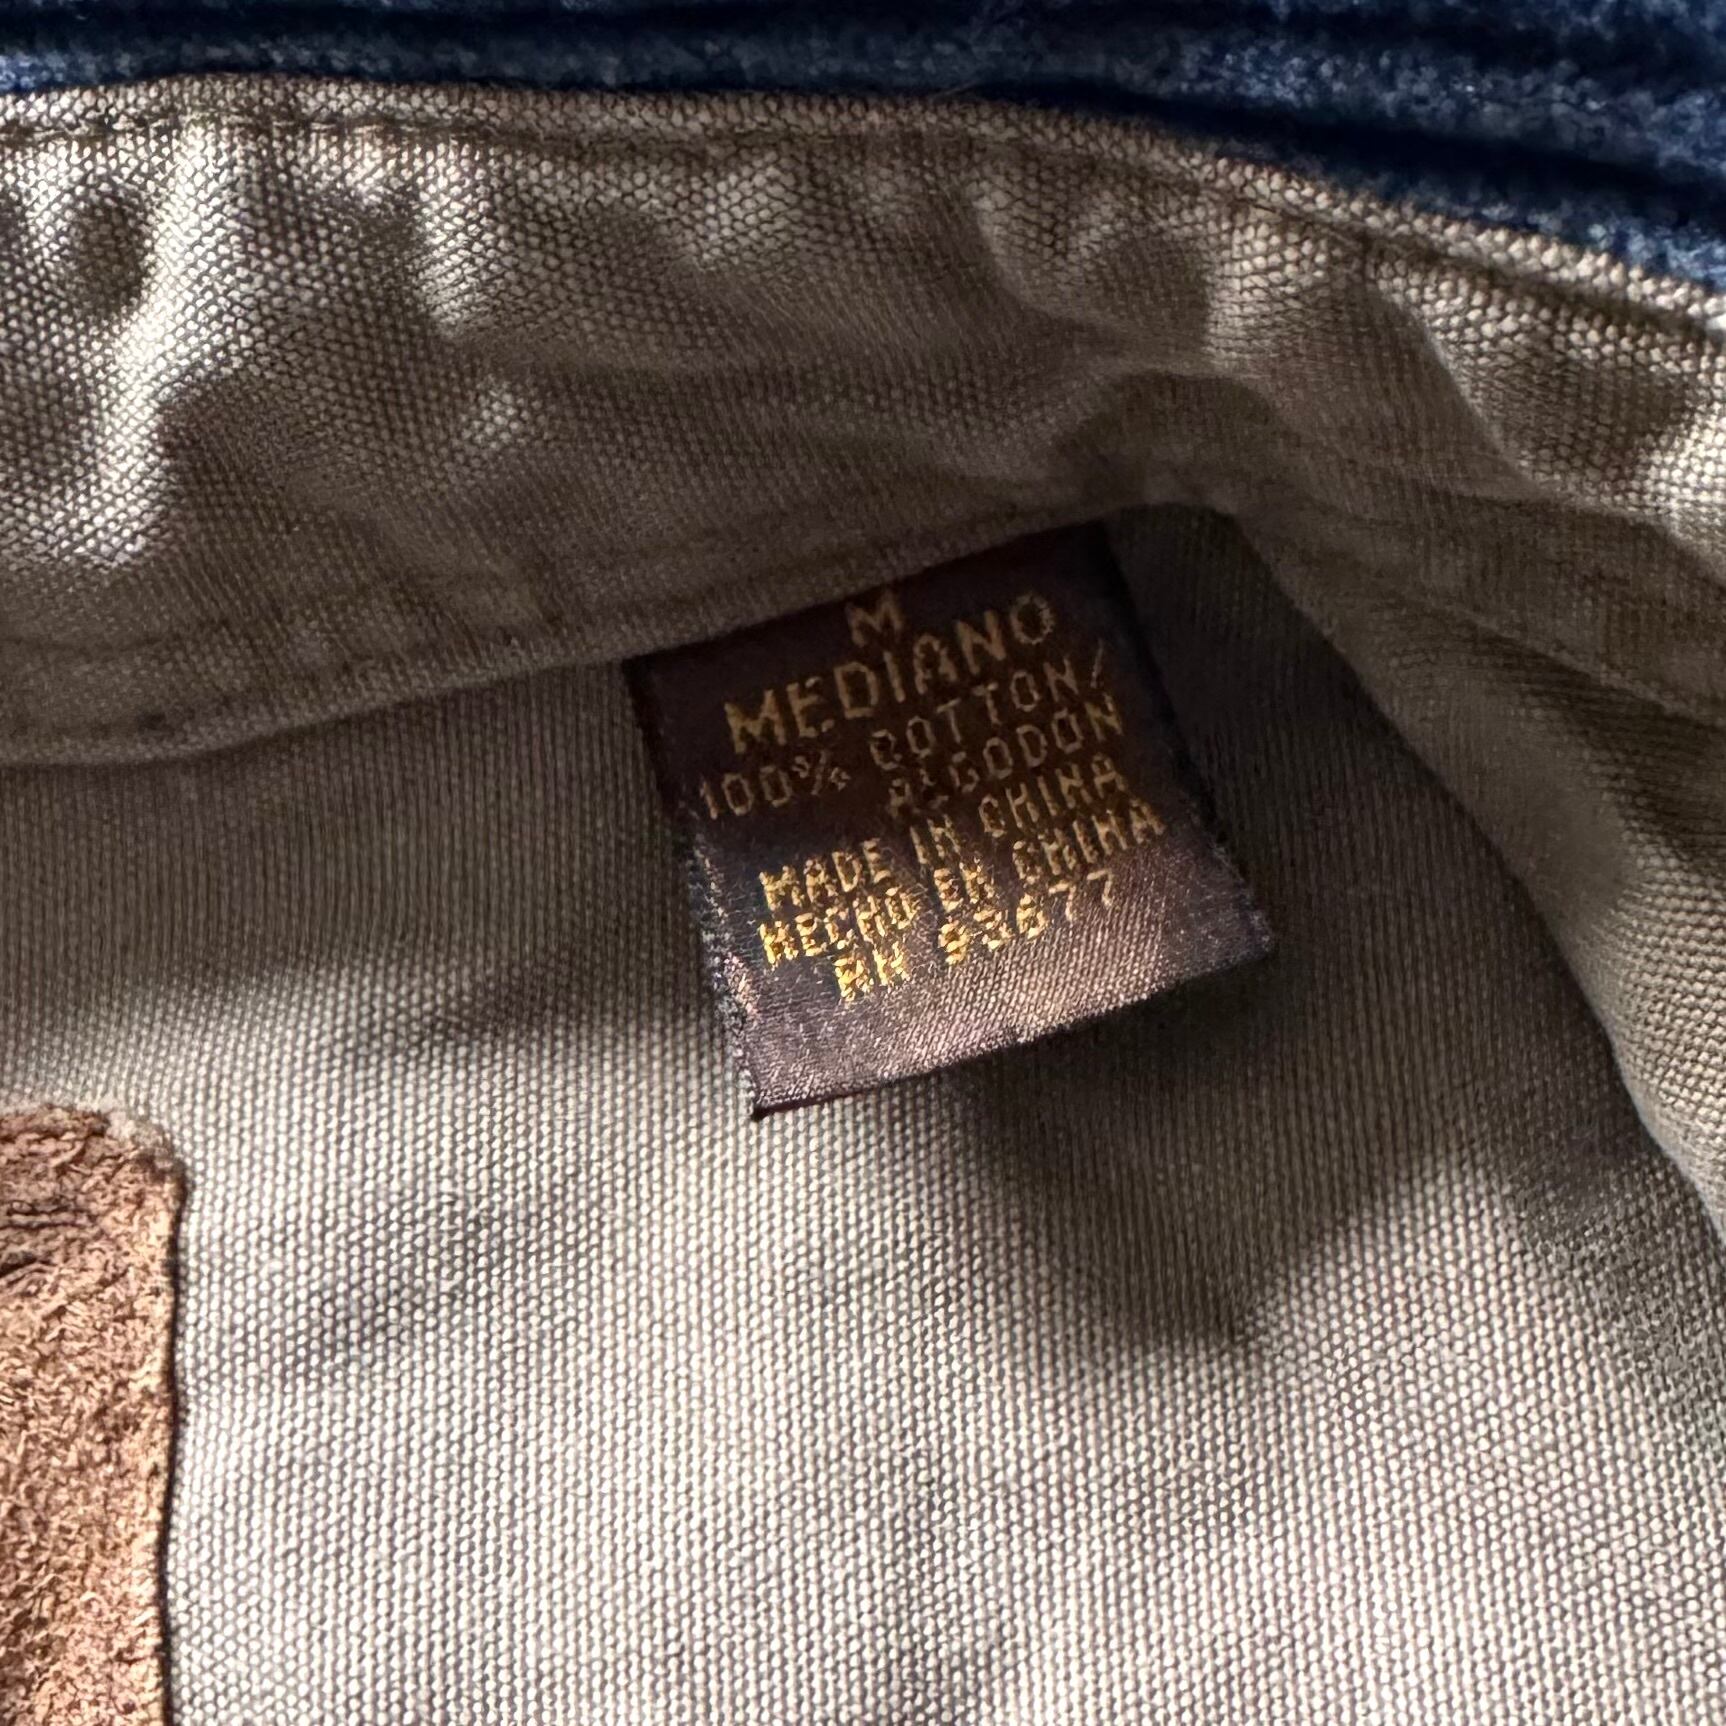 M
MEDIANO
100% COTTON/
ALGODON
MADE IN CHINA
HECHO EN CHINA
RN 93677